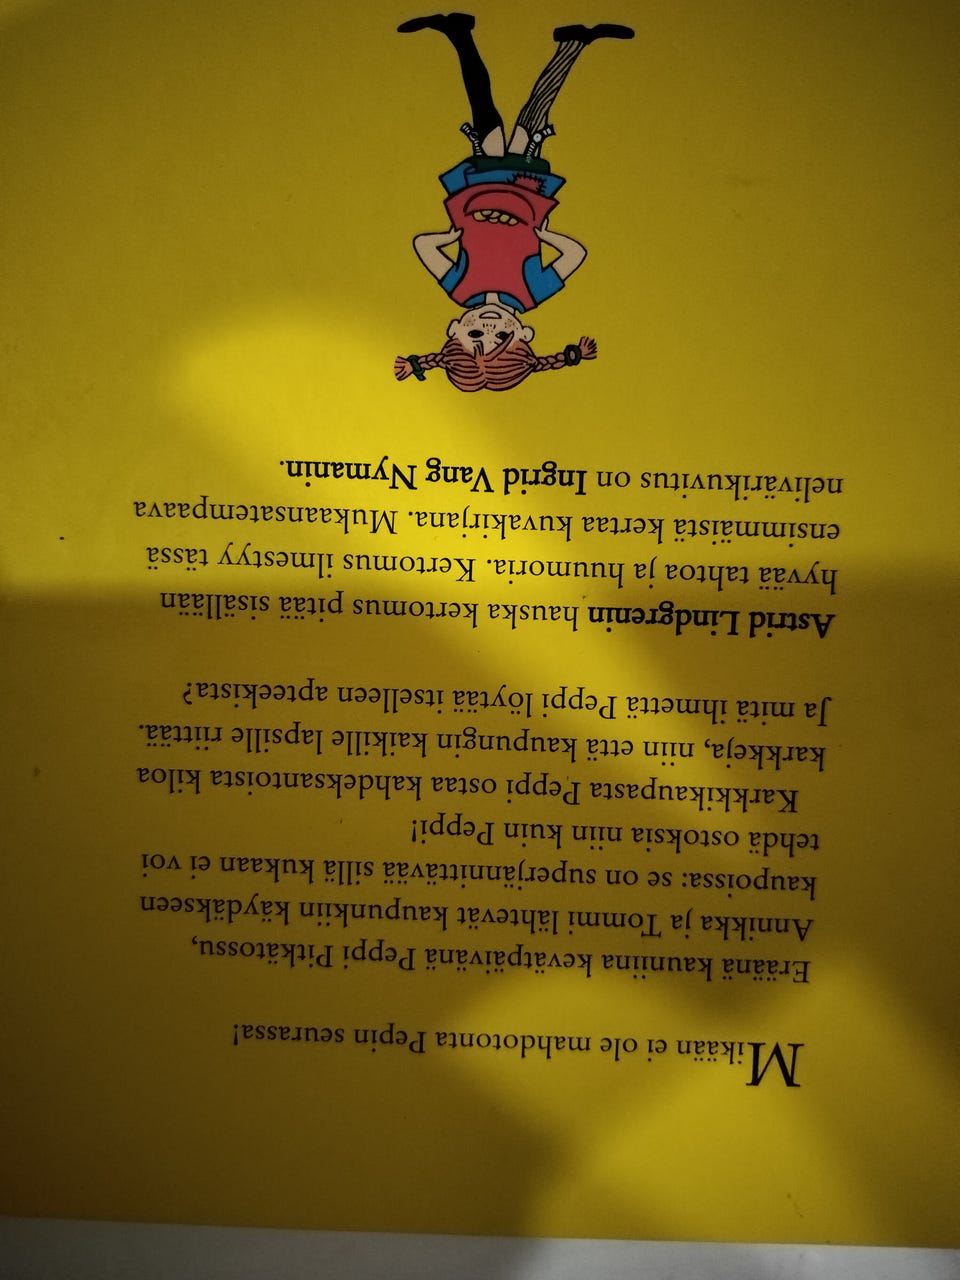 Mikään ei ole mahdotonta Pepin seurassa!
Eräänä kauniina kevätpäivänä Peppi Pitkätossu,
Annikka ja Tommi lähtevät kaupunkiin käydäkseen
kaupoissa: se on superjännittävää sillä kukaan ei voi
tehdä ostoksia niin kuin Peppi!
Karkkikaupasta Peppi ostaa kahdeksantoista kiloa
karkkeja, niin että kaupungin kaikille lapsille riittää.
Ja mitä ihmettä Peppi löytää itselleen apteekista?
Astrid Lindgrenin hauska kertomus pitää sisällään
hyvää tahtoa ja huumoria. Kertomus ilmestyy tässä
ensimmäistä kertaa kuvakirjana. Mukaansatempaava
nelivärikuvitus on Ingrid Vang Nymanin.